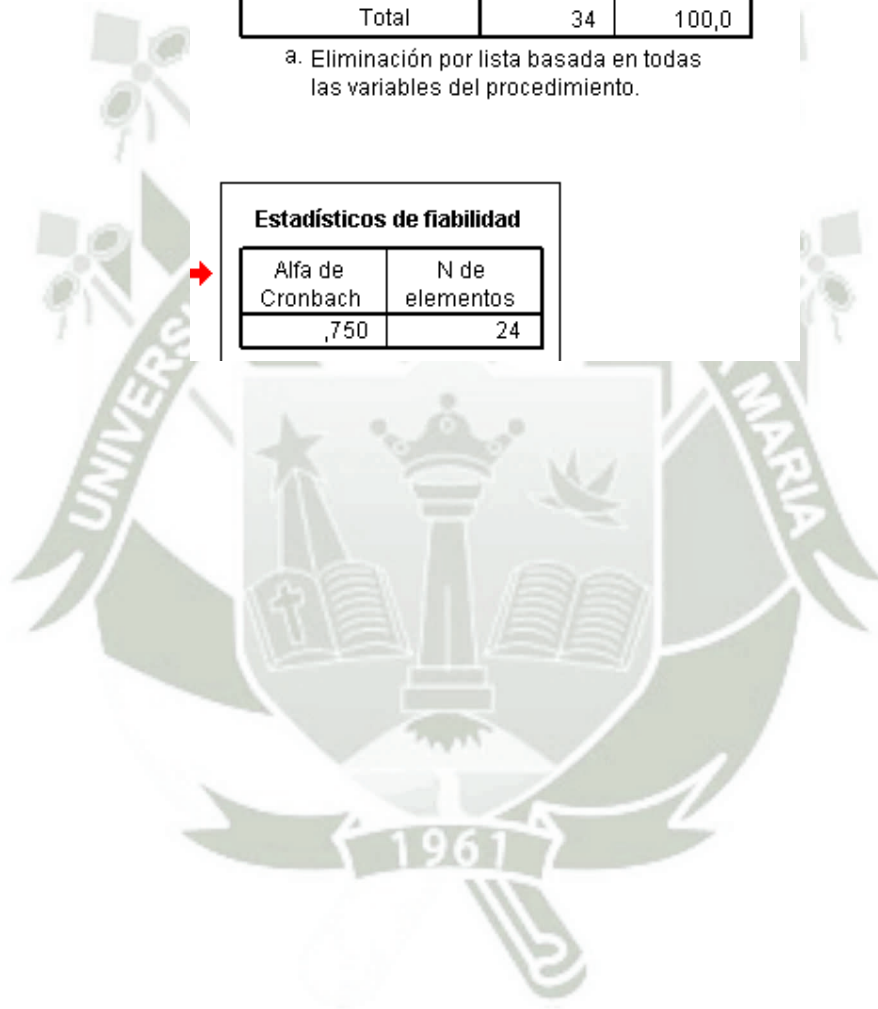 Total 34 100,0
a. Eliminación por lista basada en todas
las variables del procedimiento.
Estadísticos de fiabilidad
Alfa de N de
Cronbach elementos
,750 24
UNIVERS
A MARIA
1961